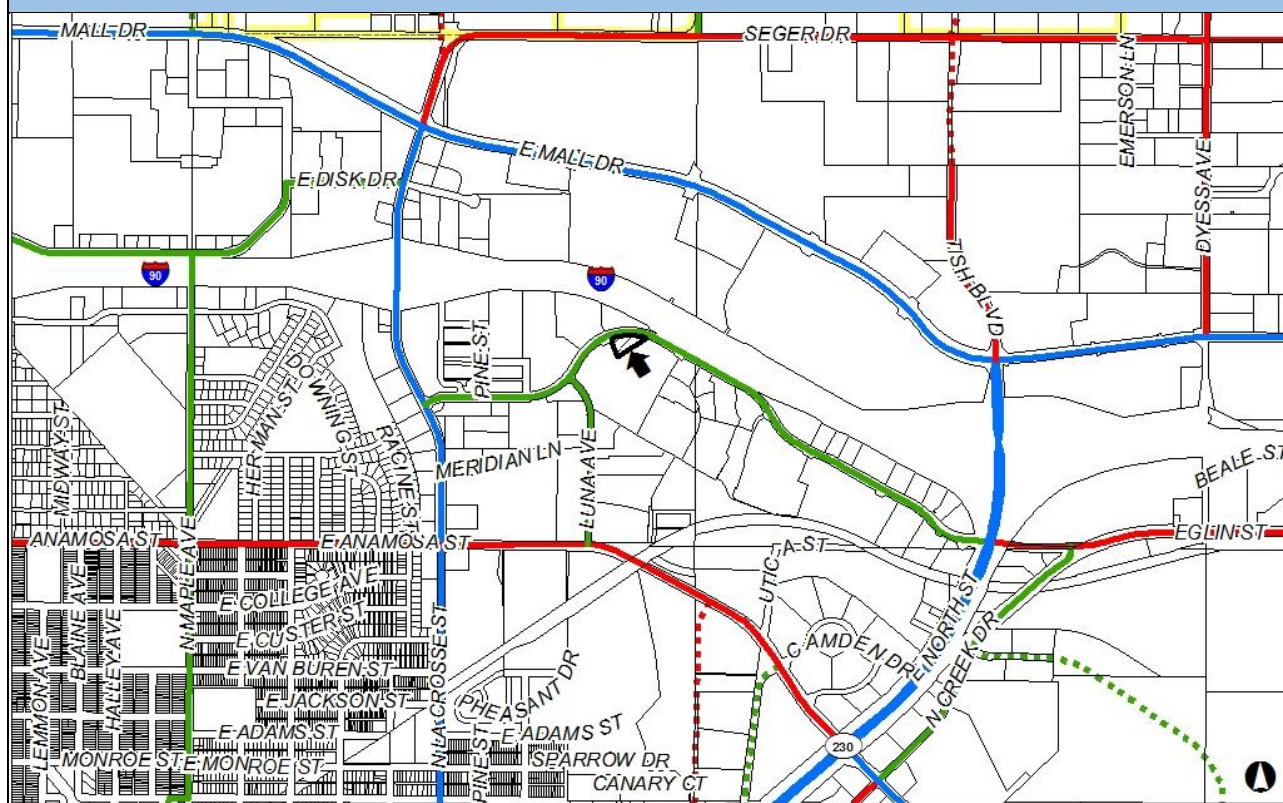 MALL DR
SEGER DR
EMERSON LN
E MALL DR
E DISK DR
DYESS AVE
90
90
TISH BLVD
PINE ST
DOWNING ST
HERMAN ST
MIDWAY ST
RACINE ST
MERIDIAN LN
LUNA AVE
BEALE ST
ANAMOSA ST
E ANAMOSA ST
EGLIN ST
N MAPLE AVE
UTICA ST
E COLLEGE AVE
BLAINE AVE
HALLEY AVE
E CUSTER ST
E NORTH ST
N CREEK DR
CAMDEN DR
E VAN BUREN ST
LEMMON AVE
N LACROSSE ST
PHEASANT DR
E JACKSON ST
E ADAMS ST
E ADAMS ST
230
MONROE ST
E MONROE ST
PINE ST
SPARROW DR
CANARY CT